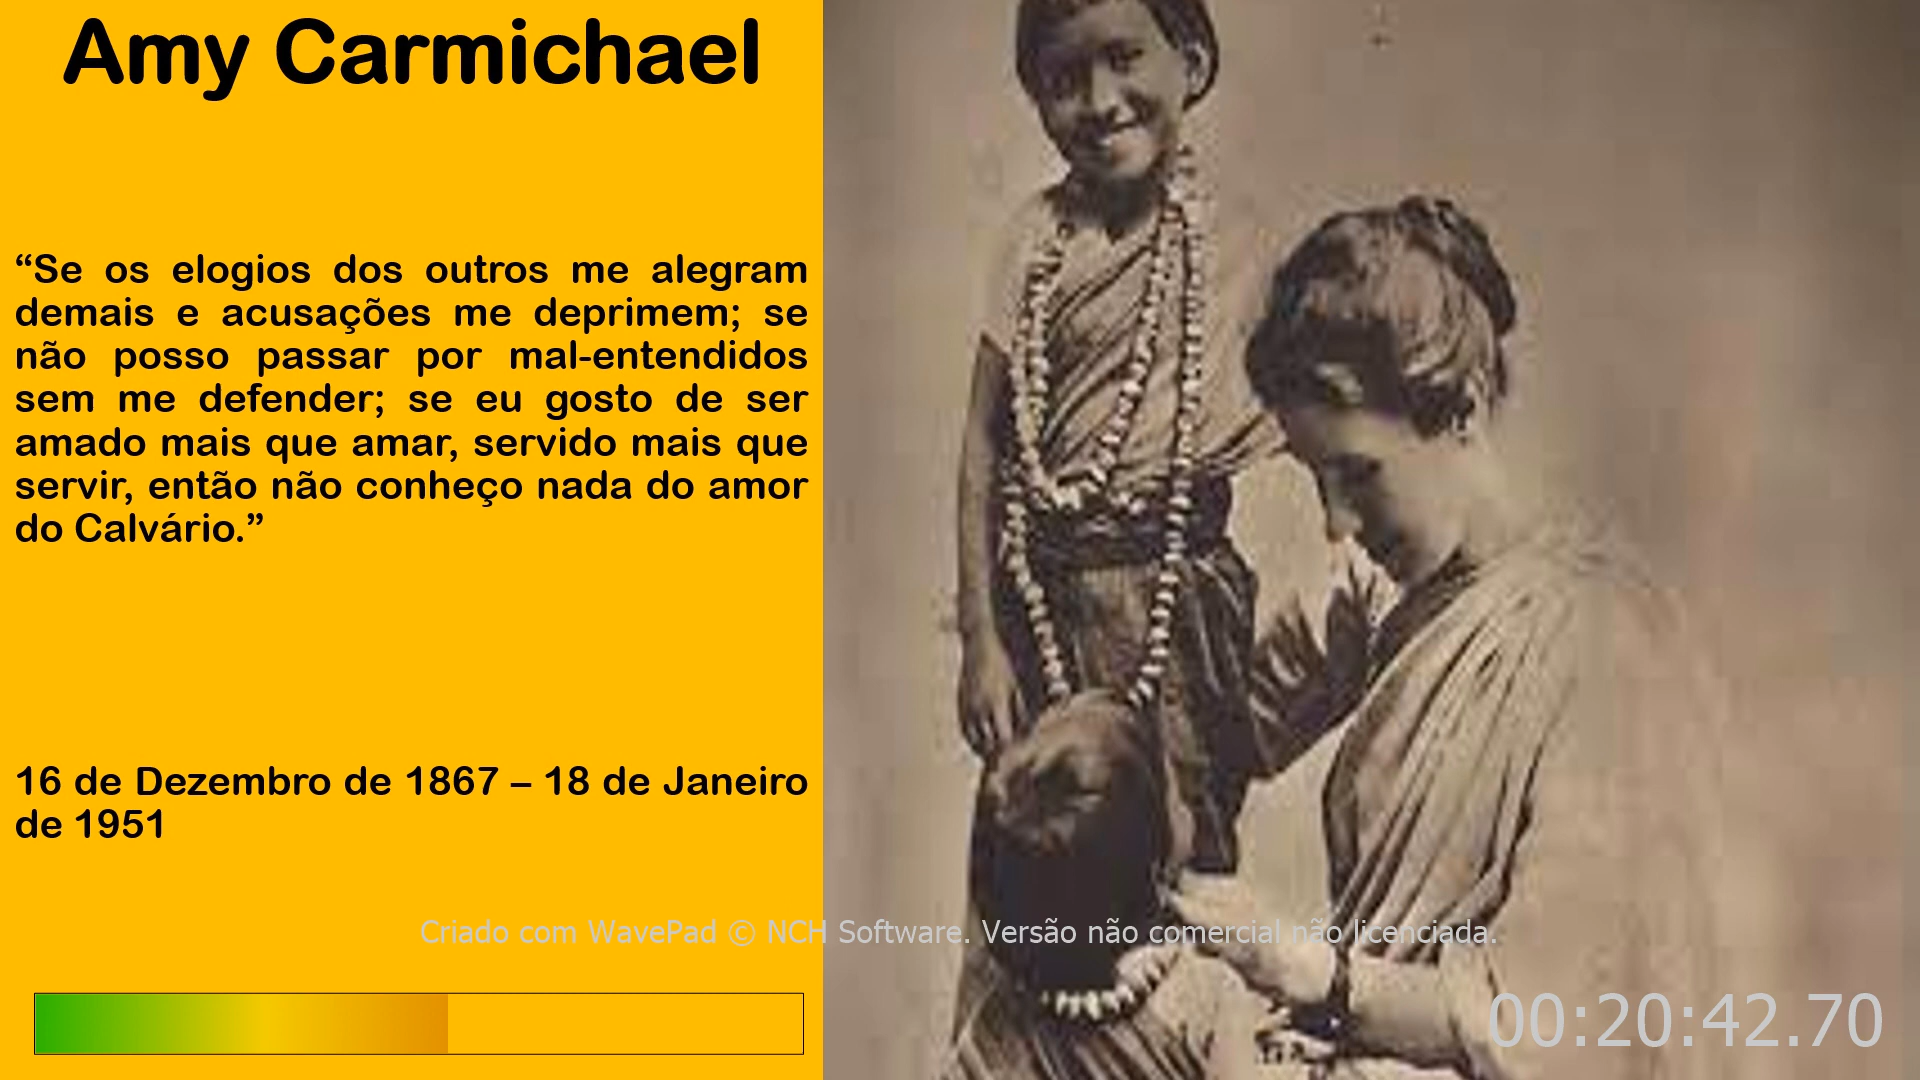 Amy Carmichael
“Se os elogios dos outros me alegram
demais e acusações me deprimem; se
não posso passar por mal-entendidos
sem me defender; se eu gosto de ser
amado mais que amar, servido mais que
servir, então não conheço nada do amor
do Calvário.”
16 de Dezembro de 1867 – 18 de Janeiro
de 1951
Criado com WavePad © NCH Software. Versão não comercial não licenciada.
00:20:42.70